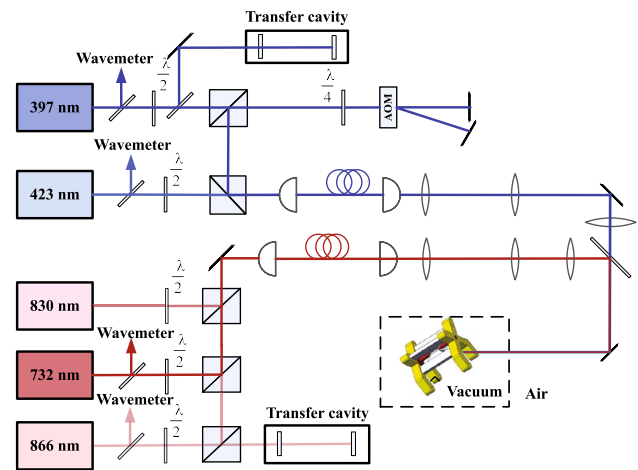 Transfer cavity
Wavemeter
λ
2
397 nm
λ
4
AOM
Wavemeter
λ
2
423 nm
λ
2
830 nm
Wavemeter
λ
2
732 nm
Vacuum
Air
Wavemeter
λ
2
Transfer cavity
866 nm